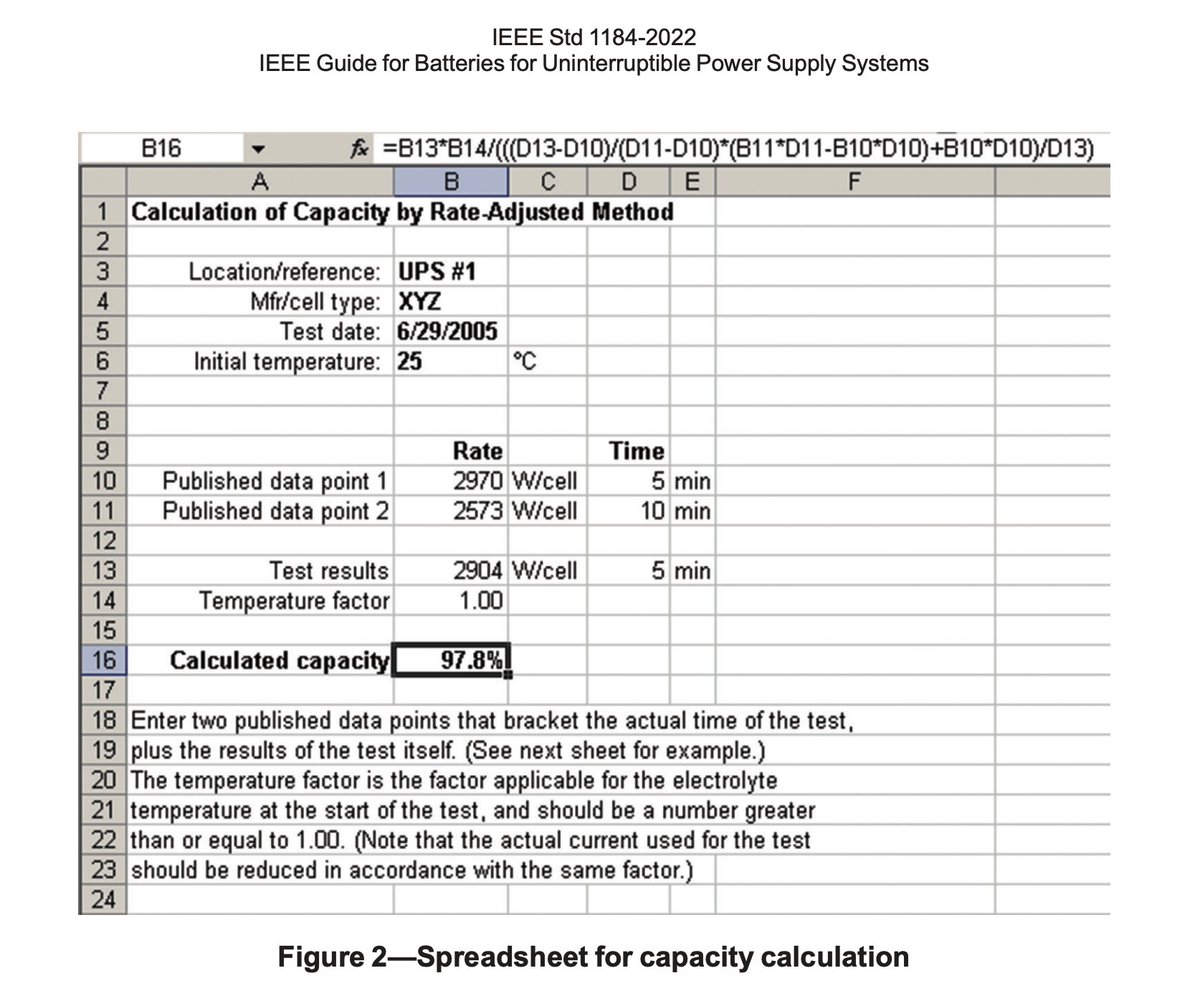 IEEE Std 1184-2022
IEEE Guide for Batteries for Uninterruptible Power Supply Systems
B16 fx =B13*B14/(((D13-D10)/(D11-D10)*(B11*D11-B10*D10)+B10*D10)/D13)
A B C D E F
1 Calculation of Capacity by Rate-Adjusted Method
2
3 Location/reference: UPS #1
4 Mfr/cell type: XYZ
5 Test date: 6/29/2005
6 Initial temperature: 25 °C
7
8
9 Rate Time
10 Published data point 1 2970 W/cell 5 min
11 Published data point 2 2573 W/cell 10 min
12
13 Test results 2904 W/cell 5 min
14 Temperature factor 1.00
15
16 Calculated capacity 97.8%
17
18 Enter two published data points that bracket the actual time of the test,
19 plus the results of the test itself. (See next sheet for example.)
20 The temperature factor is the factor applicable for the electrolyte
21 temperature at the start of the test, and should be a number greater
22 than or equal to 1.00. (Note that the actual current used for the test
23 should be reduced in accordance with the same factor.)
24
Figure 2—Spreadsheet for capacity calculation